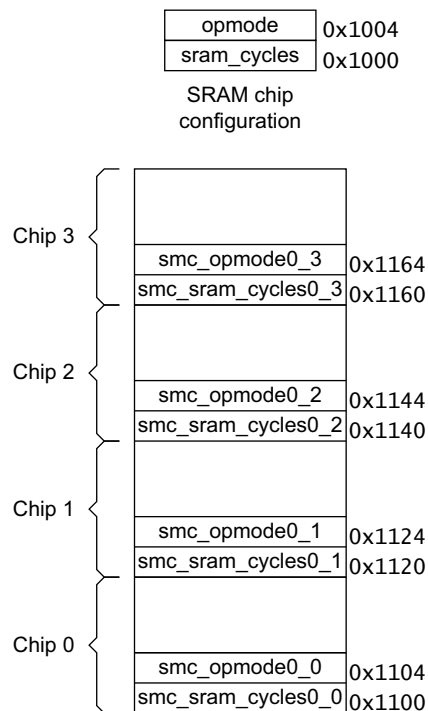 opmode 0x1004
sram_cycles 0x1000
SRAM chip
configuration
Chip 3
smc_opmode0_3 0x1164
smc_sram_cycles0_3 0x1160
Chip 2
smc_opmode0_2 0x1144
smc_sram_cycles0_2 0x1140
Chip 1
smc_opmode0_1 0x1124
smc_sram_cycles0_1 0x1120
Chip 0
smc_opmode0_0 0x1104
smc_sram_cycles0_0 0x1100